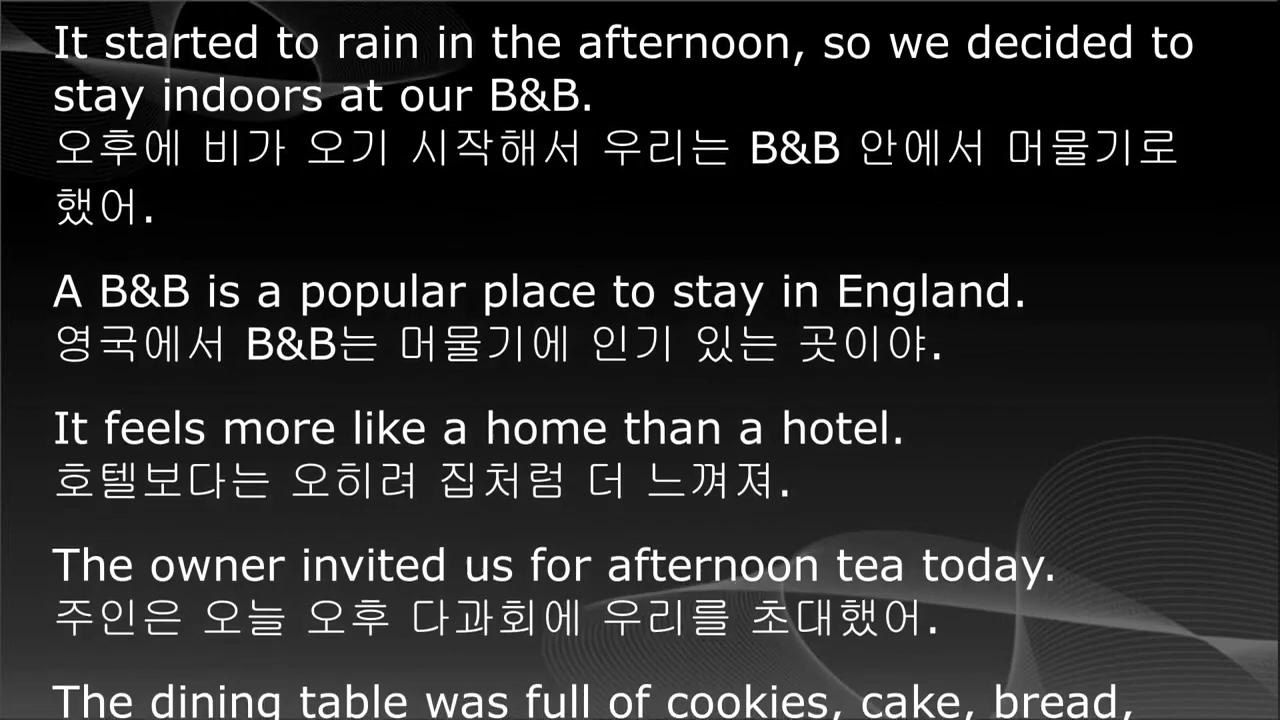 It started to rain in the afternoon, so we decided to
stay indoors at our B&B.
오후에 비가 오기 시작해서 우리는 B&B 안에서 머물기로
했어.
A B&B is a popular place to stay in England.
영국에서 B&B는 머물기에 인기 있는 곳이야.
It feels more like a home than a hotel.
호텔보다는 오히려 집처럼 더 느껴져.
The owner invited us for afternoon tea today.
주인은 오늘 오후 다과회에 우리를 초대했어.
The dining table was full of cookies, cake, bread,